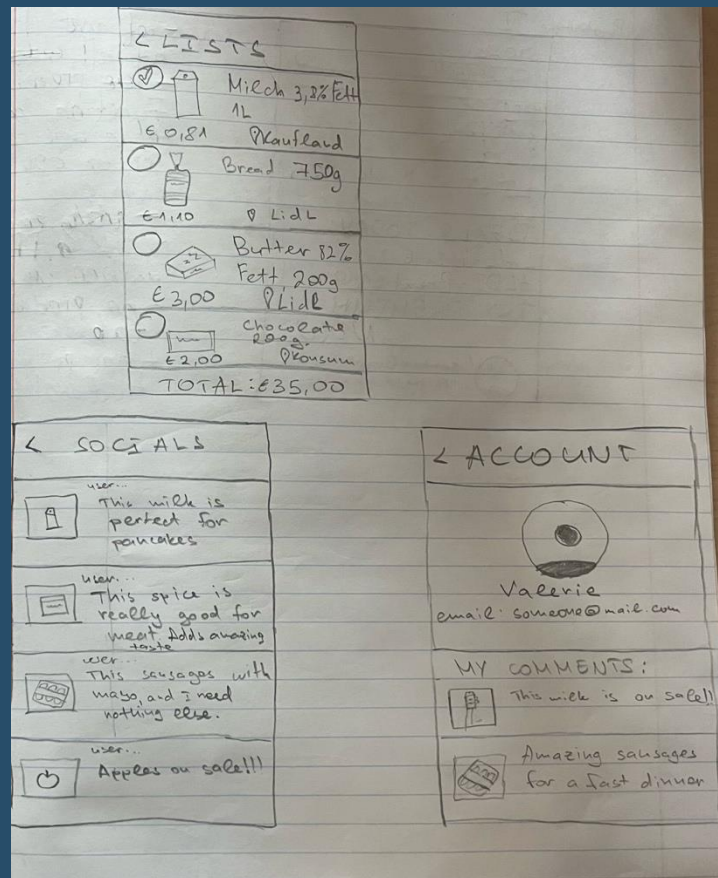 < LISTS
Milch 3,8% Fett
1L
€ 0,81 Kaufland
Bread 750g
€ 1,10 Lidl
Butter 82%
Fett, 200g
€ 3,00 Lidl
Chocolate
200g.
€ 2,00 Konsum
TOTAL: €35,00
< SOCIALS
user...
This milk is
perfect for
pancakes
user...
This spice is
really good for
meat. Adds amazing
taste
user...
This sausages with
mayo, and I need
nothing else.
user...
Apples on sale!!!
< ACCOUNT
Valerie
email: someone@mail.com
MY COMMENTS:
This milk is on sale!!
Amazing sausages
for a fast dinner